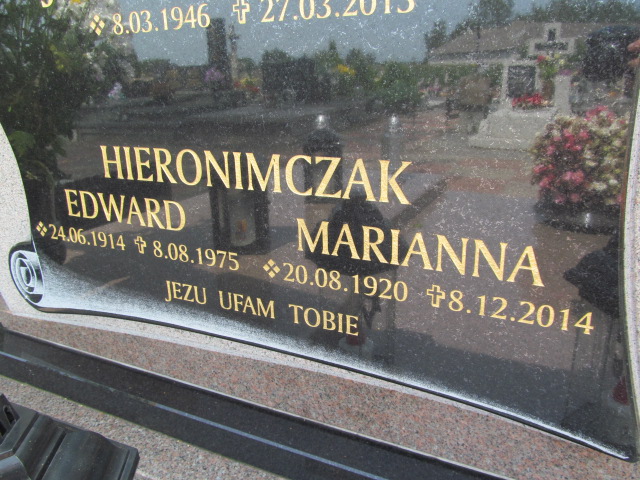 ❖ 8.03.1946 ✞ 27.03.2013
HIERONIMCZAK
EDWARD
❖ 24.06.1914 ✞ 8.08.1975
MARIANNA
❖ 20.08.1920 ✞ 8.12.2014
JEZU UFAM TOBIE